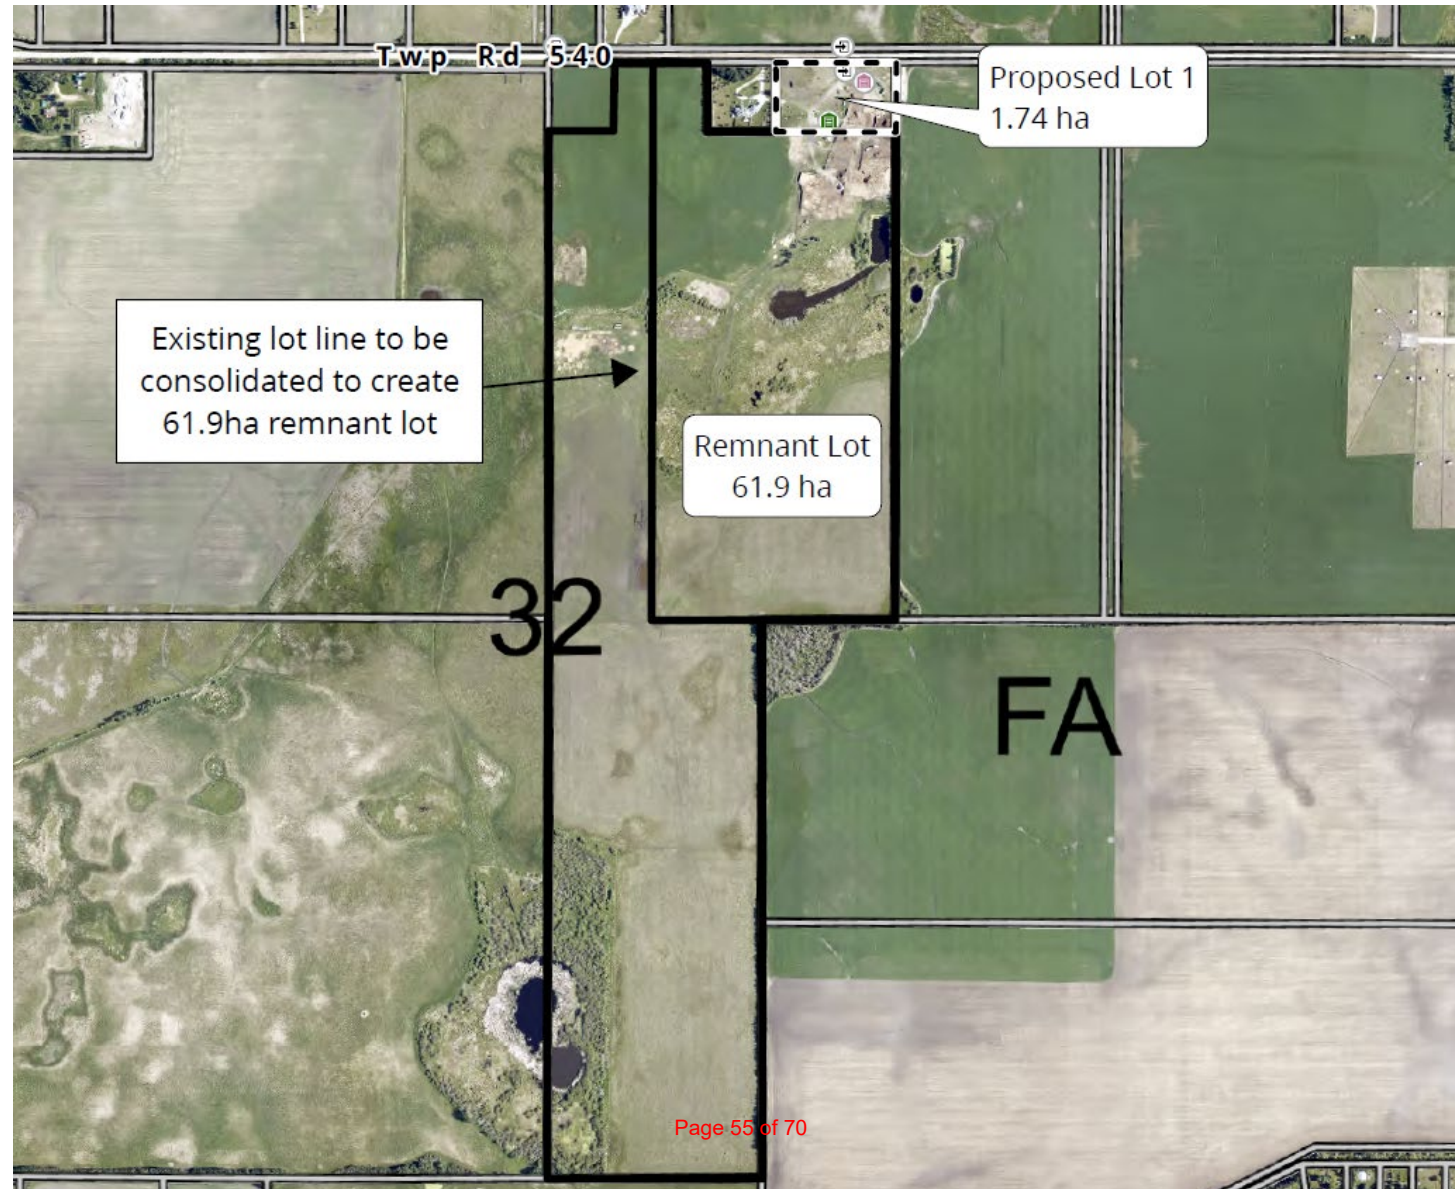 Twp Rd 540
Proposed Lot 1
1.74 ha
Existing lot line to be
consolidated to create
61.9ha remnant lot
Remnant Lot
61.9 ha
32
FA
Page 55 of 70